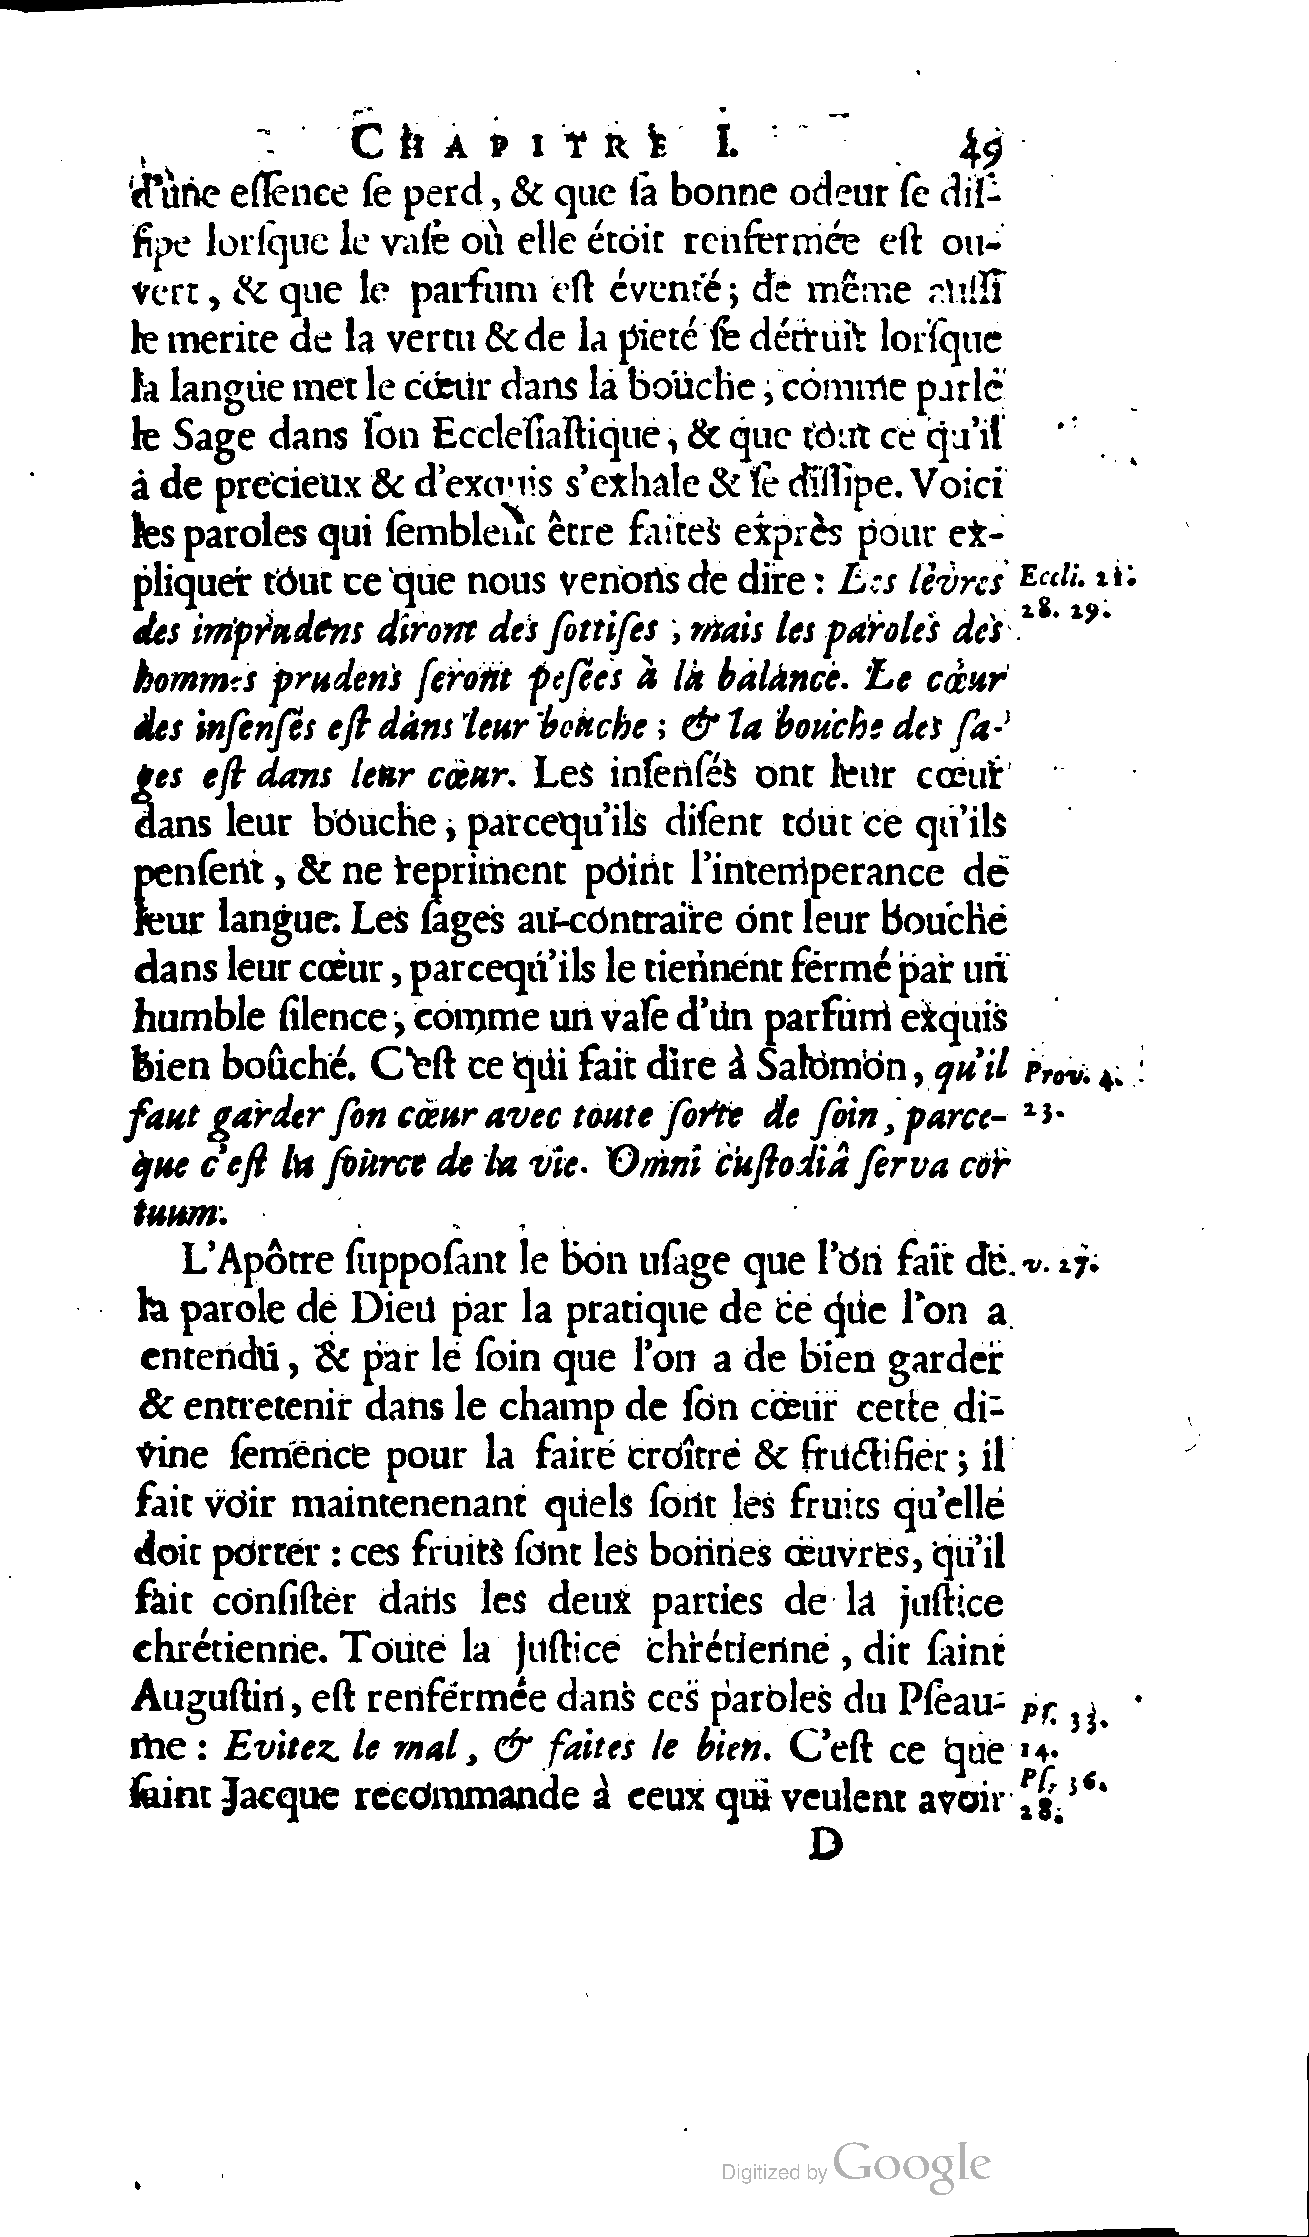 CHAPITRE I. 49
d'une eſſence ſe perd, & que ſa bonne odeur ſe diſ-
ſipe lorſque le vaſe où elle étoit renfermée eſt ou-
vert, & que le parfum eſt éventé; de même auſſi
le merite de la vertu & de la pieté ſe détruit lorſque
la langue met le cœur dans la bouche; comme parle
le Sage dans ſon Eccleſiaſtique, & que tout ce qu'il
a de precieux & d'exquis s'exhale & ſe diſſipe. Voici
les paroles qui ſemblent être faites exprès pour ex-
pliquer tout ce que nous venons de dire: Les lèvres
Eccli. 21.
28. 29.
des imprudens diront des ſottiſes; mais les paroles des
hommes prudens ſeront peſées à la balance. Le cœur
des inſenſés eſt dans leur bouche; & la bouche des ſa-
ges eſt dans leur cœur. Les inſenſés ont leur cœur
dans leur bouche, parcequ'ils diſent tout ce qu'ils
penſent, & ne repriment point l'intemperance de
leur langue. Les ſages au-contraire ont leur bouche
dans leur cœur, parcequ'ils le tiennent fermé par un
humble ſilence, comme un vaſe d'un parfum exquis
bien boûché. C'eſt ce qui fait dire à Salomon, qu'il
Prov. 4.
23.
faut garder ſon cœur avec toute ſorte de ſoin, parce-
que c'eſt la ſource de la vie. Omni cuſtodiâ ſerva cor
tuum.
L'Apôtre ſuppoſant le bon uſage que l'on fait de
v. 27.
la parole de Dieu par la pratique de ce que l'on a
entendu, & par le ſoin que l'on a de bien garder
& entretenir dans le champ de ſon cœur cette di-
vine ſemence pour la faire croître & fructifier; il
fait voir maintenenant quels ſont les fruits qu'elle
doit porter: ces fruits ſont les bonnes œuvres, qu'il
fait conſiſter dans les deux parties de la juſtice
chrétienne. Toute la juſtice chrétienne, dit ſaint
Auguſtin, eſt renfermée dans ces paroles du Pſeau-
Pſ. 33.
14.
me: Evitez le mal, & faites le bien. C'eſt ce que
ſaint Jacque recommande à ceux qui veulent avoir
Pſ. 36.
28.
D
Digitized by Google